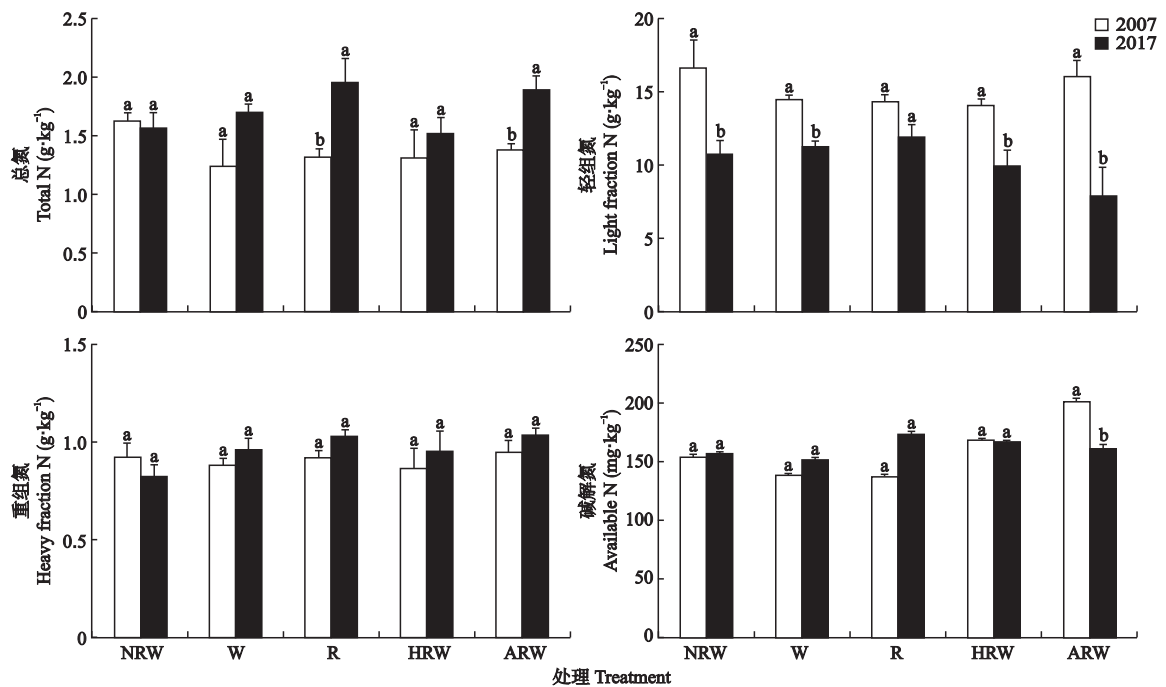 2007
2017
总氮
Total N (g·kg⁻¹)
2.5
2.0
1.5
1.0
0.5
0
a a a a b a a a b a
轻组氮
Light fraction N (g·kg⁻¹)
20
15
10
5
0
a b a b a a a b a b
重组氮
Heavy fraction N (g·kg⁻¹)
1.5
1.0
0.5
0
a a a a a a a a a a
NRW W R HRW ARW
碱解氮
Available N (mg·kg⁻¹)
250
200
150
100
50
0
a a a a a a a a a b
NRW W R HRW ARW
处理 Treatment